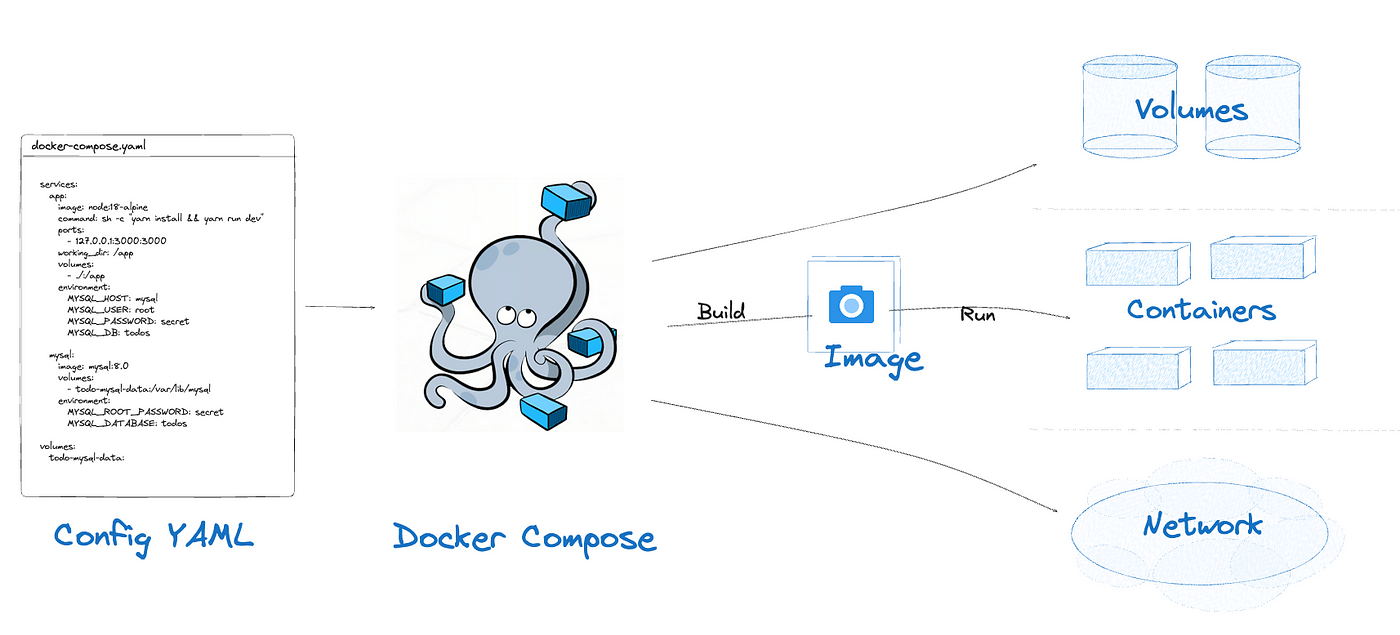 docker-compose.yaml
services:
app:
image: node:18-alpine
command: sh -c "yarn install && yarn run dev"
ports:
- 127.0.0.1:3000:3000
working_dir: /app
volumes:
- ./:/app
environment:
MYSQL_HOST: mysql
MYSQL_USER: root
MYSQL_PASSWORD: secret
MYSQL_DB: todos
mysql:
image: mysql:8.0
volumes:
- todo-mysql-data:/var/lib/mysql
environment:
MYSQL_ROOT_PASSWORD: secret
MYSQL_DATABASE: todos
volumes:
todo-mysql-data:
Config YAML
Docker Compose
Build
Image
Run
Volumes
Containers
Network